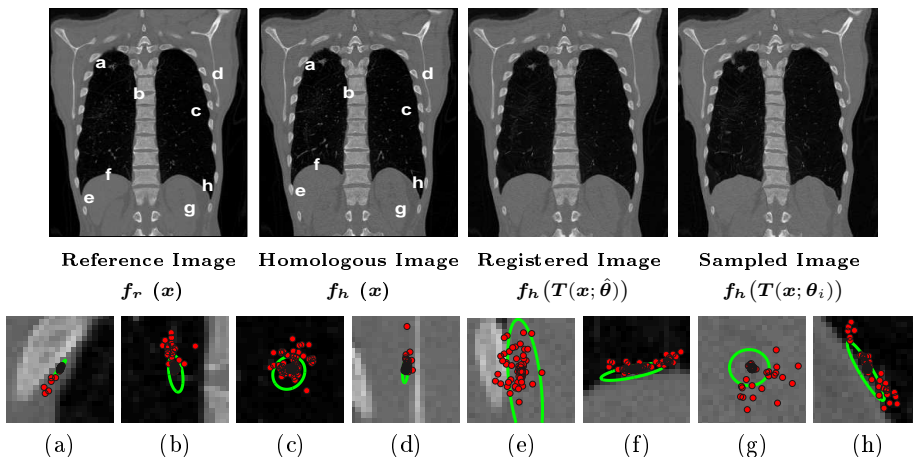 a
d
b
c
f
h
e
g
a
d
b
c
f
h
e
g
Reference Image
Homologous Image
Registered Image
Sampled Image
f_r (x)
f_h (x)
f_h(T(x; θ̂))
f_h(T(x; θ_i))
(a) (b) (c) (d) (e) (f) (g) (h)